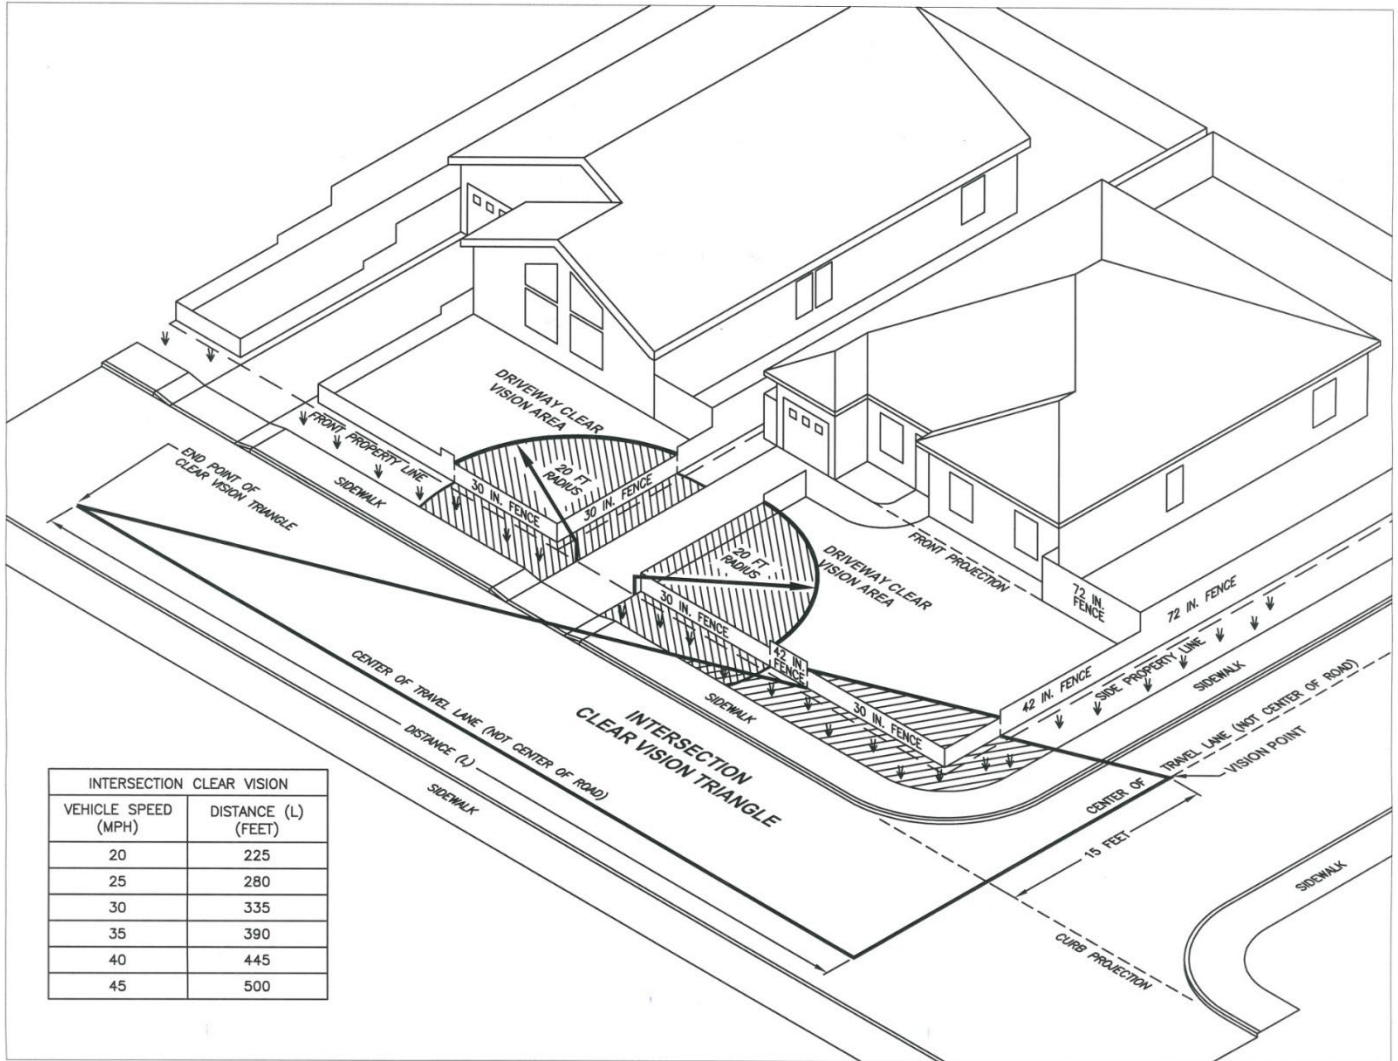 DRIVEWAY CLEAR
VISION AREA
20 FT
RADIUS
FRONT PROPERTY LINE
30 IN. FENCE
30 IN. FENCE
SIDEWALK
END POINT OF
CLEAR VISION TRIANGLE
20 FT
RADIUS
DRIVEWAY CLEAR
VISION AREA
FRONT PROJECTION
30 IN. FENCE
42 IN.
FENCE
30 IN. FENCE
72 IN.
FENCE
72 IN. FENCE
42 IN. FENCE
SIDE PROPERTY LINE
SIDEWALK
SIDEWALK
CENTER OF TRAVEL LANE (NOT CENTER OF ROAD)
DISTANCE (L)
SIDEWALK
INTERSECTION
CLEAR VISION TRIANGLE
CENTER OF TRAVEL LANE (NOT CENTER OF ROAD)
VISION POINT
15 FEET
SIDEWALK
CURB PROJECTION
INTERSECTION CLEAR VISION
VEHICLE SPEED
(MPH)
DISTANCE (L)
(FEET)
20 225
25 280
30 335
35 390
40 445
45 500